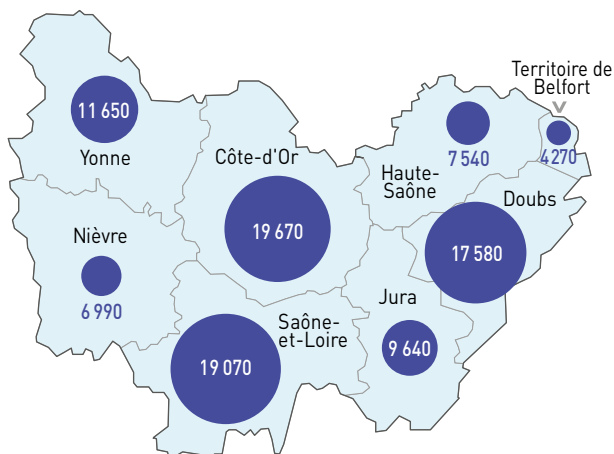 Territoire de
Belfort
11 650
Yonne
Côte-d'Or
7 540
4 270
Haute-
Saône
Doubs
19 670
17 580
Nièvre
6 990
Jura
Saône-
et-Loire
9 640
19 070